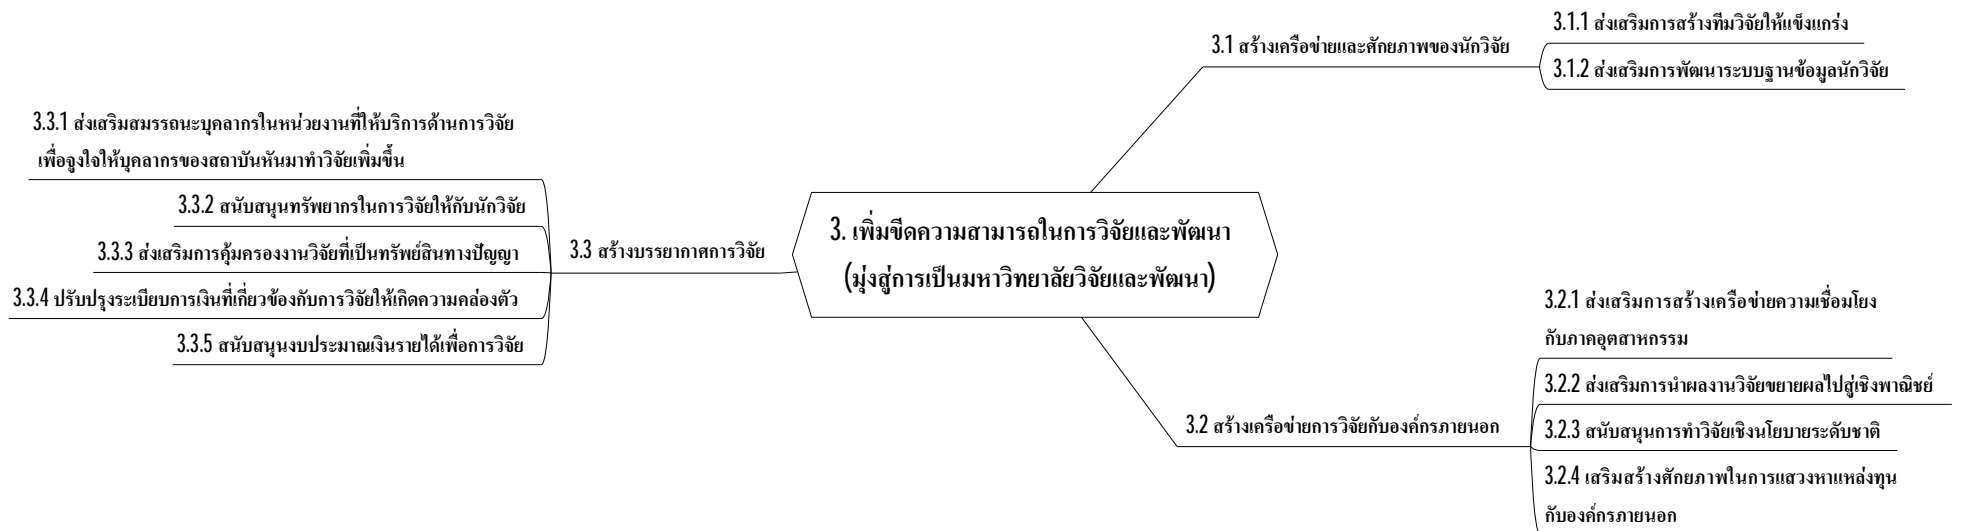 3. เพิ่มขีดความสามารถในการวิจัยและพัฒนา
(มุ่งสู่การเป็นมหาวิทยาลัยวิจัยและพัฒนา)
3.1 สร้างเครือข่ายและศักยภาพของนักวิจัย
3.1.1 ส่งเสริมการสร้างทีมวิจัยให้แข็งแกร่ง
3.1.2 ส่งเสริมการพัฒนาระบบฐานข้อมูลนักวิจัย
3.2 สร้างเครือข่ายการวิจัยกับองค์กรภายนอก
3.2.1 ส่งเสริมการสร้างเครือข่ายความเชื่อมโยง
กับภาคอุตสาหกรรม
3.2.2 ส่งเสริมการนำผลงานวิจัยขยายผลไปสู่เชิงพาณิชย์
3.2.3 สนับสนุนการทำวิจัยเชิงนโยบายระดับชาติ
3.2.4 เสริมสร้างศักยภาพในการแสวงหาแหล่งทุน
กับองค์กรภายนอก
3.3 สร้างบรรยากาศการวิจัย
3.3.1 ส่งเสริมสมรรถนะบุคลากรในหน่วยงานที่ให้บริการด้านการวิจัย
เพื่อจูงใจให้บุคลากรของสถาบันหันมาทำวิจัยเพิ่มขึ้น
3.3.2 สนับสนุนทรัพยากรในการวิจัยให้กับนักวิจัย
3.3.3 ส่งเสริมการคุ้มครองงานวิจัยที่เป็นทรัพย์สินทางปัญญา
3.3.4 ปรับปรุงระเบียบการเงินที่เกี่ยวข้องกับการวิจัยให้เกิดความคล่องตัว
3.3.5 สนับสนุนงบประมาณเงินรายได้เพื่อการวิจัย